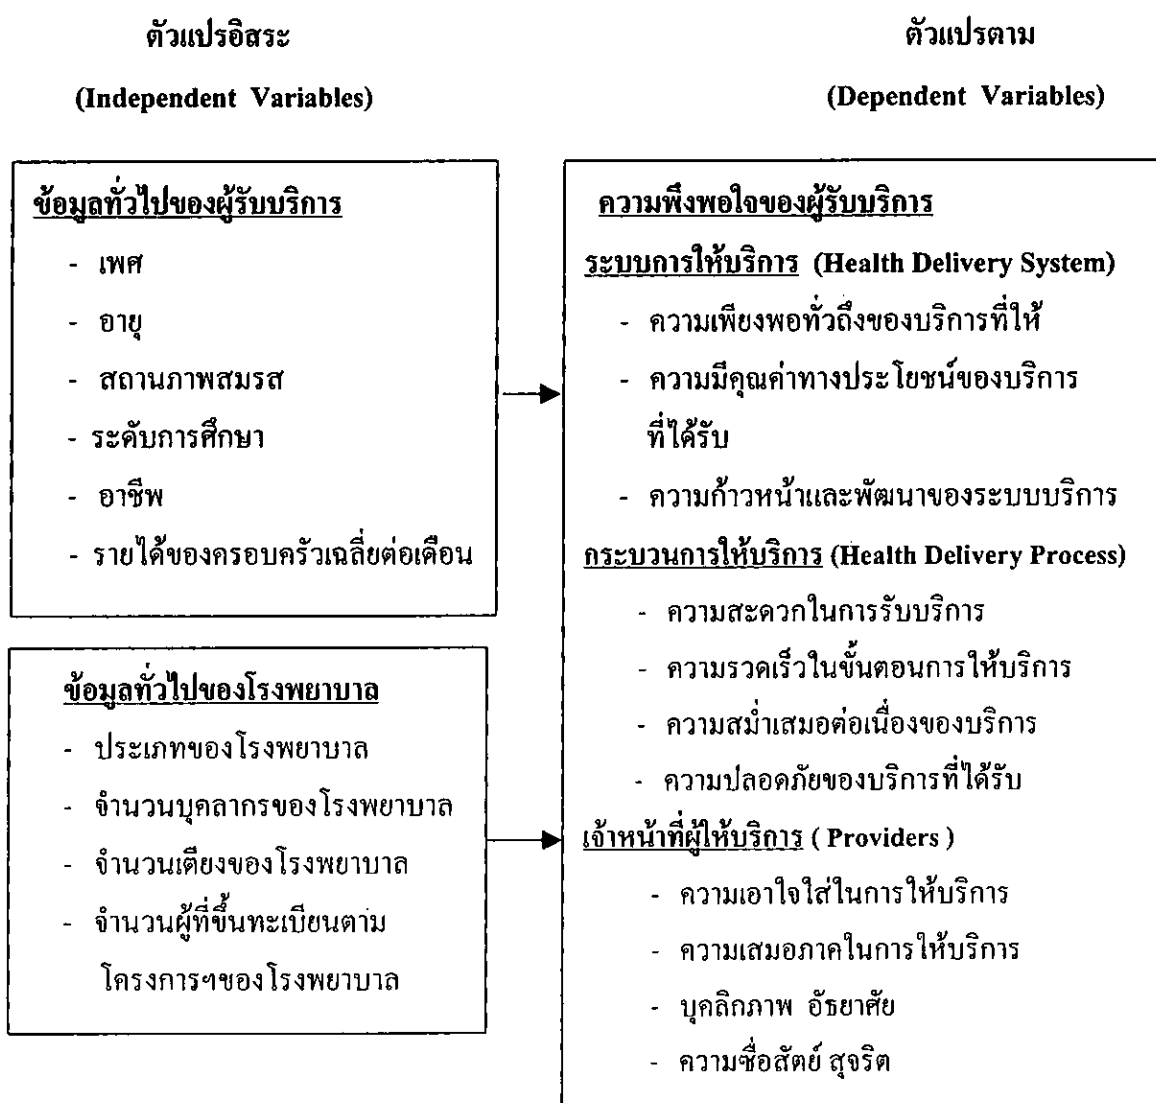 ตัวแปรอิสระ
(Independent Variables)
ข้อมูลทั่วไปของผู้รับบริการ
- เพศ
- อายุ
- สถานภาพสมรส
- ระดับการศึกษา
- อาชีพ
- รายได้ของครอบครัวเฉลี่ยต่อเดือน
ข้อมูลทั่วไปของโรงพยาบาล
- ประเภทของโรงพยาบาล
- จำนวนบุคลากรของโรงพยาบาล
- จำนวนเตียงของโรงพยาบาล
- จำนวนผู้ที่ขึ้นทะเบียนตาม
โครงการฯของโรงพยาบาล
ตัวแปรตาม
(Dependent Variables)
ความพึงพอใจของผู้รับบริการ
ระบบการให้บริการ (Health Delivery System)
- ความเพียงพอทั่วถึงของบริการที่ให้
- ความมีคุณค่าทางประโยชน์ของบริการ
ที่ได้รับ
- ความก้าวหน้าและพัฒนาของระบบบริการ
กระบวนการให้บริการ (Health Delivery Process)
- ความสะดวกในการรับบริการ
- ความรวดเร็วในขั้นตอนการให้บริการ
- ความสม่ำเสมอต่อเนื่องของบริการ
- ความปลอดภัยของบริการที่ได้รับ
เจ้าหน้าที่ผู้ให้บริการ ( Providers )
- ความเอาใจใส่ในการให้บริการ
- ความเสมอภาคในการให้บริการ
- บุคลิกภาพ อัธยาศัย
- ความซื่อสัตย์ สุจริต